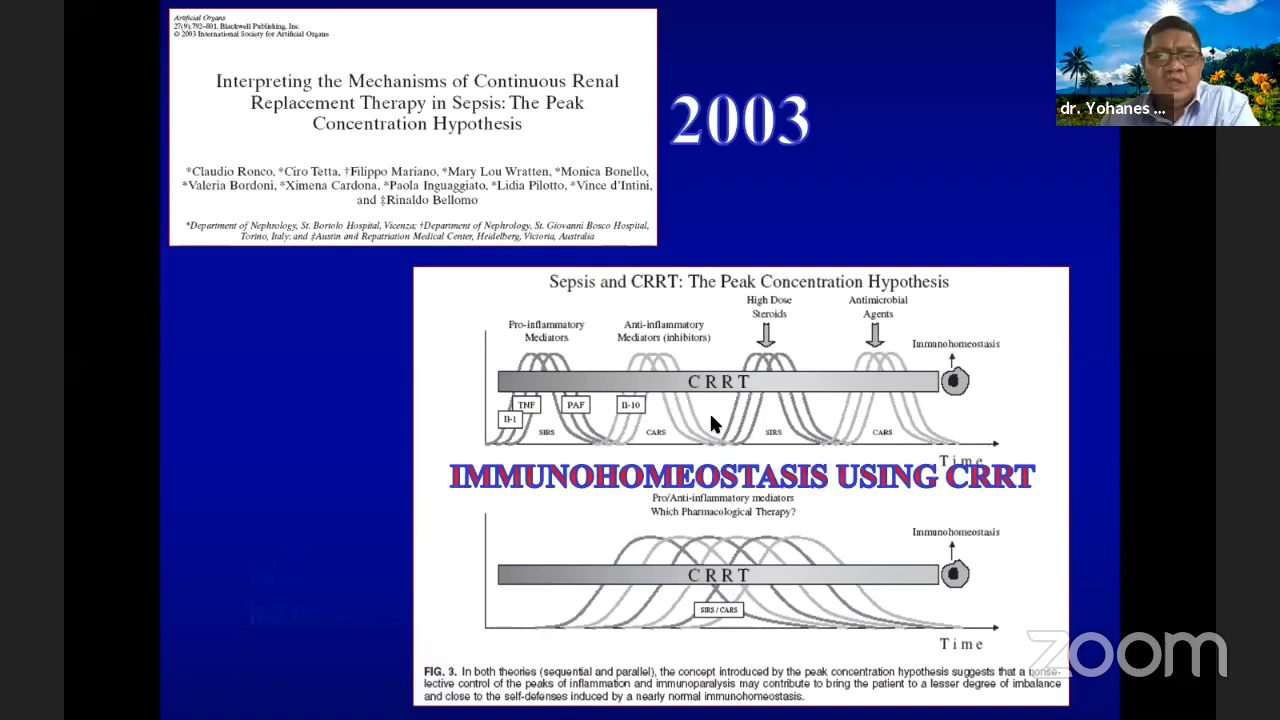 Artificial Organs
27(9):792–801, Blackwell Publishing, Inc.
© 2003 International Society for Artificial Organs
Interpreting the Mechanisms of Continuous Renal
Replacement Therapy in Sepsis: The Peak
Concentration Hypothesis
*Claudio Ronco, *Ciro Tetta, †Filippo Mariano, *Mary Lou Wratten, *Monica Bonello,
*Valeria Bordoni, *Ximena Cardona, *Paola Inguaggiato, *Lidia Pilotto, *Vince d'Intini,
and ‡Rinaldo Bellomo
*Department of Nephrology, St. Bortolo Hospital, Vicenza; †Department of Nephrology, St. Giovanni Bosco Hospital,
Torino, Italy; and ‡Austin and Repatriation Medical Center, Heidelberg, Victoria, Australia
2003
dr. Yohanes ...
Sepsis and CRRT: The Peak Concentration Hypothesis
Pro-inflammatory
Mediators
Anti-inflammatory
Mediators (inhibitors)
High Dose
Steroids
Antimicrobial
Agents
Immunohomeostasis
CRRT
TNF
PAF
Il-10
Il-1
SIRS
CARS
SIRS
CARS
Time
IMMUNOHOMEOSTASIS USING CRRT
Pro/Anti-inflammatory mediators
Which Pharmacological Therapy?
Immunohomeostasis
CRRT
SIRS / CARS
Time
zoom
FIG. 3. In both theories (sequential and parallel), the concept introduced by the peak concentration hypothesis suggests that a nonse-
lective control of the peaks of inflammation and immunoparalysis may contribute to bring the patient to a lesser degree of imbalance
and close to the self-defenses induced by a nearly normal immunohomeostasis.